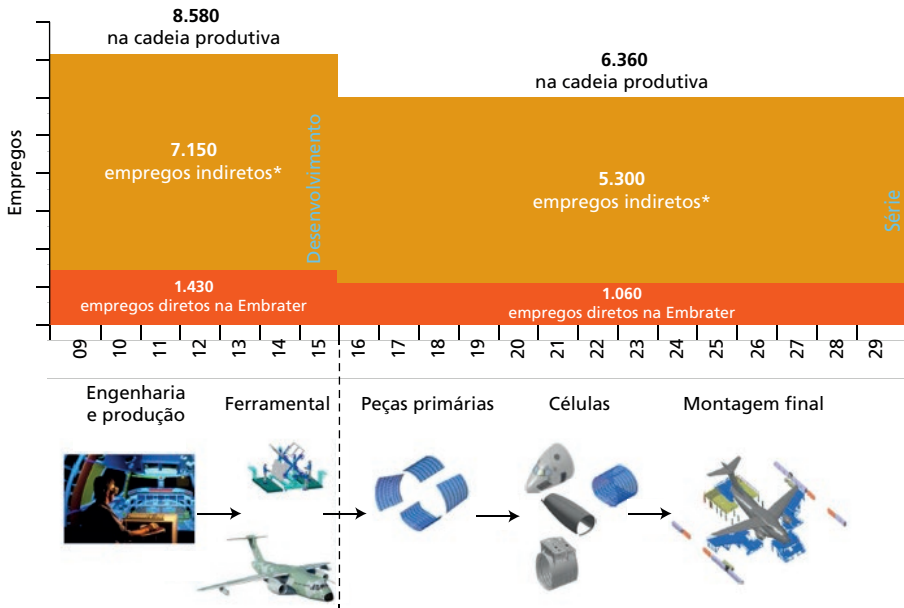 8.580
na cadeia produtiva
6.360
na cadeia produtiva
Empregos
7.150
empregos indiretos*
Desenvolvimento
5.300
empregos indiretos*
Série
1.430
empregos diretos na Embrater
1.060
empregos diretos na Embrater
09 10 11 12 13 14 15 16 17 18 19 20 21 22 23 24 25 26 27 28 29
Engenharia
e produção
Ferramental
Peças primárias
Células
Montagem final